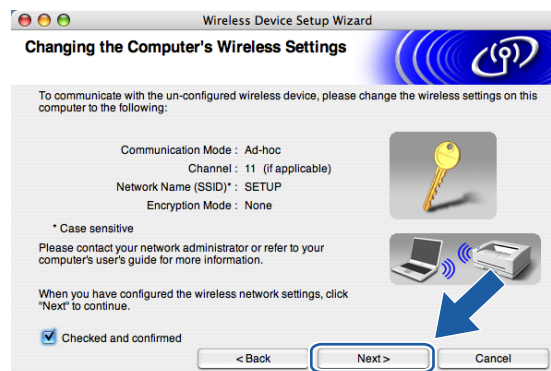 Wireless Device Setup Wizard
Changing the Computer's Wireless Settings
To communicate with the un-configured wireless device, please change the wireless settings on this
computer to the following:
Communication Mode : Ad-hoc
Channel : 11 (if applicable)
Network Name (SSID)* : SETUP
Encryption Mode : None
* Case sensitive
Please contact your network administrator or refer to your
computer's user's guide for more information.
When you have configured the wireless network settings, click
"Next" to continue.
Checked and confirmed
< Back Next > Cancel